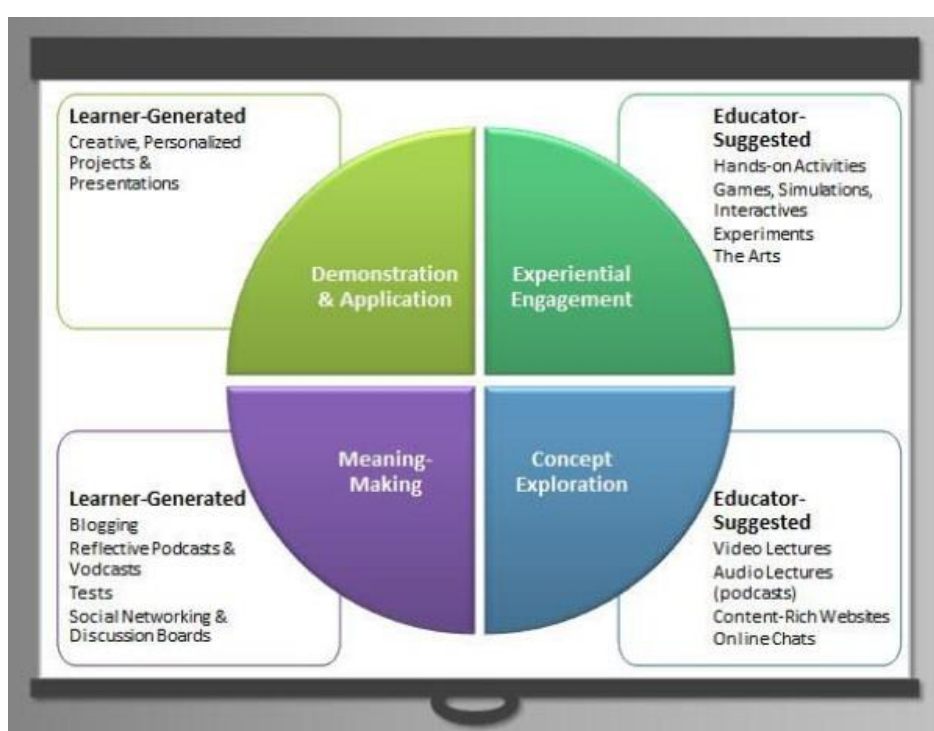 Learner-Generated
Creative, Personalized
Projects &
Presentations
Educator-
Suggested
Hands-on Activities
Games, Simulations,
Interactives
Experiments
The Arts
Demonstration
& Application
Experiential
Engagement
Meaning-
Making
Concept
Exploration
Learner-Generated
Blogging
Reflective Podcasts &
Vodcasts
Tests
Social Networking &
Discussion Boards
Educator-
Suggested
Video Lectures
Audio Lectures
(podcasts)
Content-Rich Websites
Online Chats